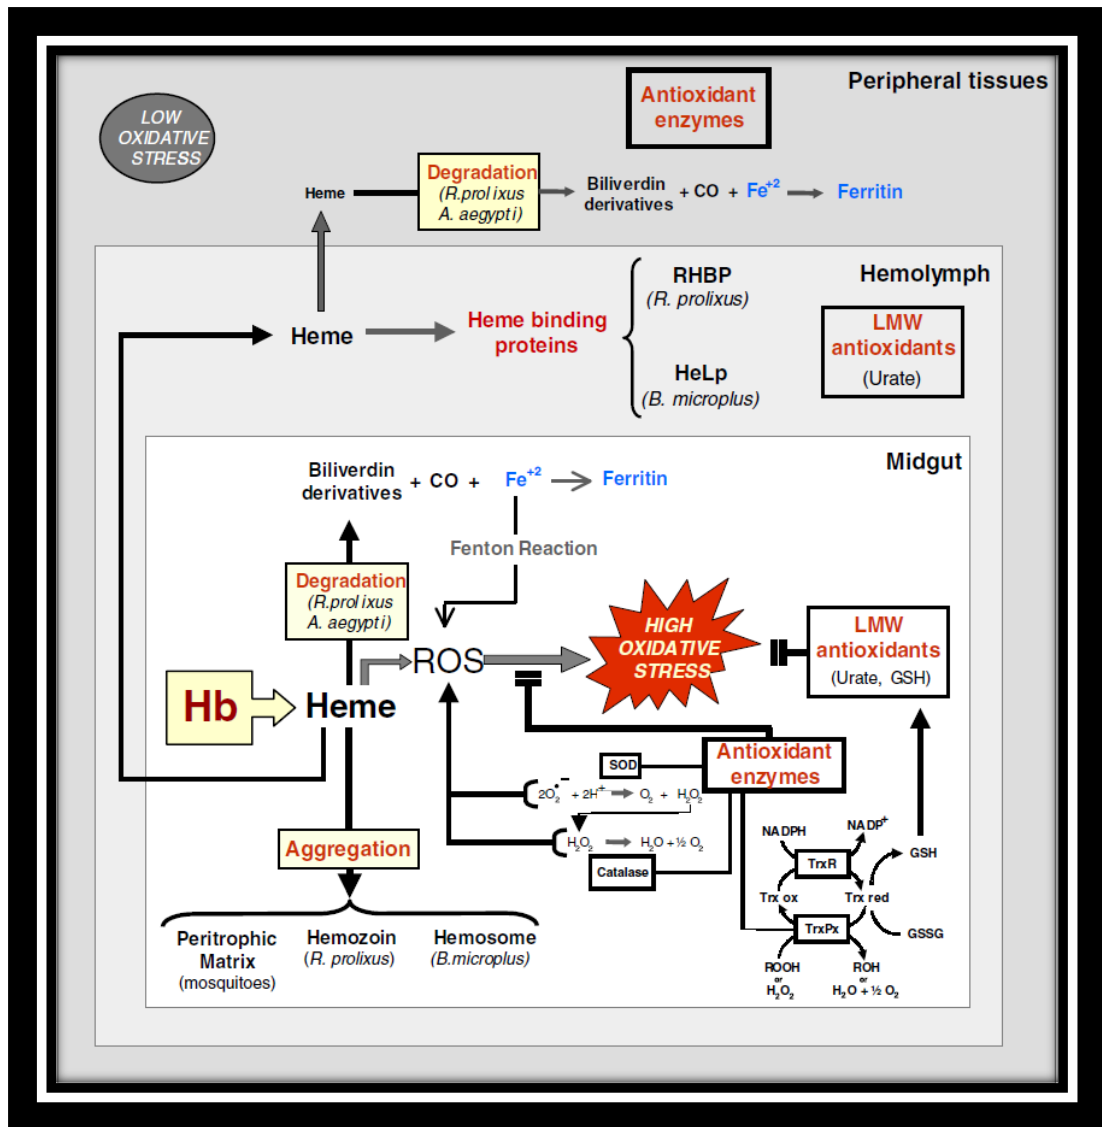 Peripheral tissues
LOW
OXIDATIVE
STRESS
Antioxidant
enzymes
Heme
Degradation
(R.prolixus
A. aegypti)
Biliverdin
derivatives + CO + Fe+2
Ferritin
Hemolymph
Heme
Heme binding
proteins
RHBP
(R. prolixus)
HeLp
(B. microplus)
LMW
antioxidants
(Urate)
Midgut
Biliverdin
derivatives + CO + Fe+2
Ferritin
Fenton Reaction
Degradation
(R.prolixus
A. aegypti)
ROS
HIGH
OXIDATIVE
STRESS
LMW
antioxidants
(Urate, GSH)
Hb
Heme
Antioxidant
enzymes
SOD
2O2•− + 2H+ O2 + H2O2
H2O2 H2O + ½ O2
Catalase
Aggregation
Peritrophic
Matrix
(mosquitoes)
Hemozoin
(R. prolixus)
Hemosome
(B.microplus)
NADPH
NADP+
TrxR
GSH
Trx ox
Trx red
TrxPx
GSSG
ROOH
or
H2O2
ROH
or
H2O + ½ O2